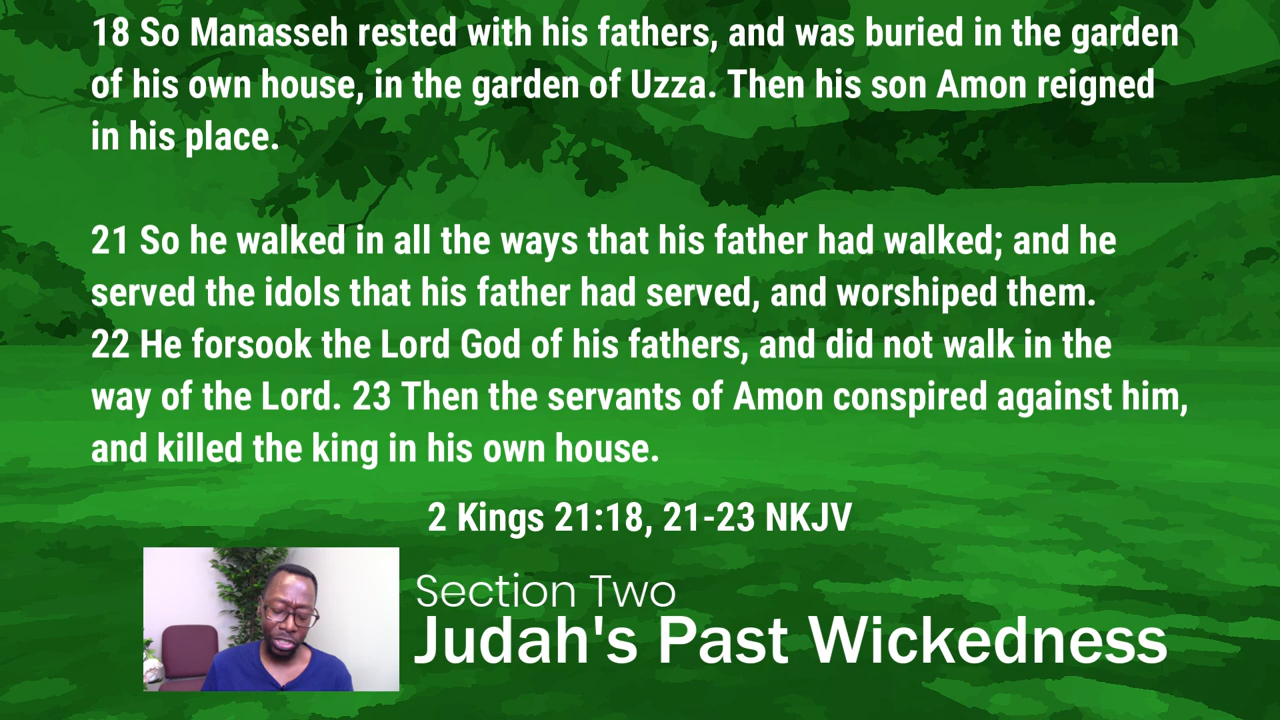 18 So Manasseh rested with his fathers, and was buried in the garden
of his own house, in the garden of Uzza. Then his son Amon reigned
in his place.
21 So he walked in all the ways that his father had walked; and he
served the idols that his father had served, and worshiped them.
22 He forsook the Lord God of his fathers, and did not walk in the
way of the Lord. 23 Then the servants of Amon conspired against him,
and killed the king in his own house.
2 Kings 21:18, 21-23 NKJV
Section Two
Judah's Past Wickedness